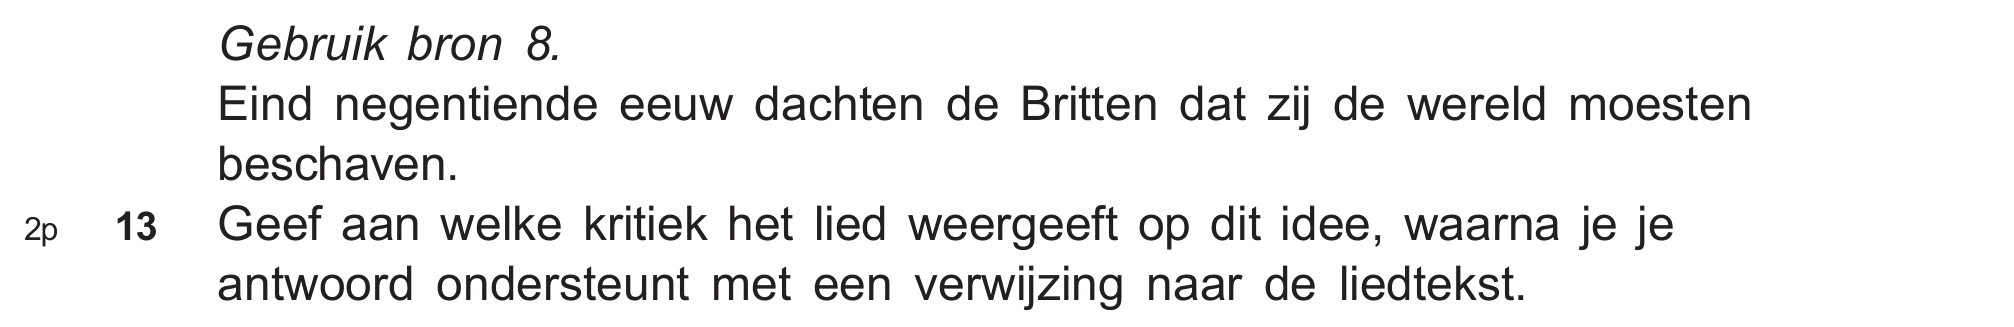 Gebruik bron 8.
Eind negentiende eeuw dachten de Britten dat zij de wereld moesten
beschaven.
2p 13 Geef aan welke kritiek het lied weergeeft op dit idee, waarna je je
antwoord ondersteunt met een verwijzing naar de liedtekst.